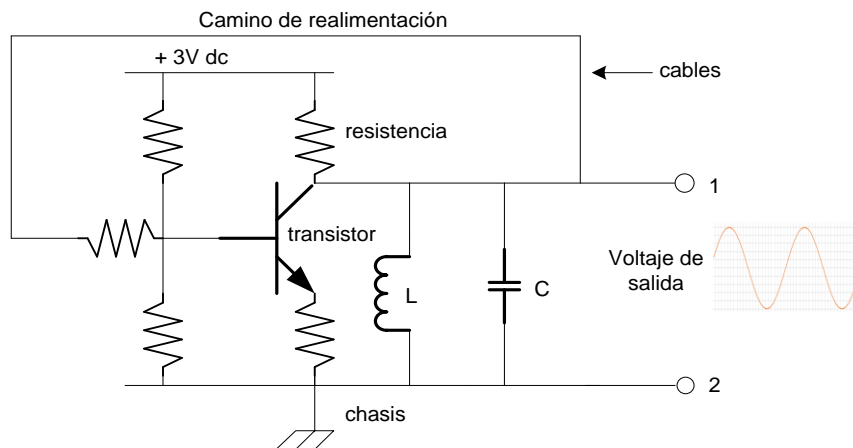 Camino de realimentación
+ 3V dc
cables
resistencia
1
transistor
Voltaje de
salida
L
C
2
chasis